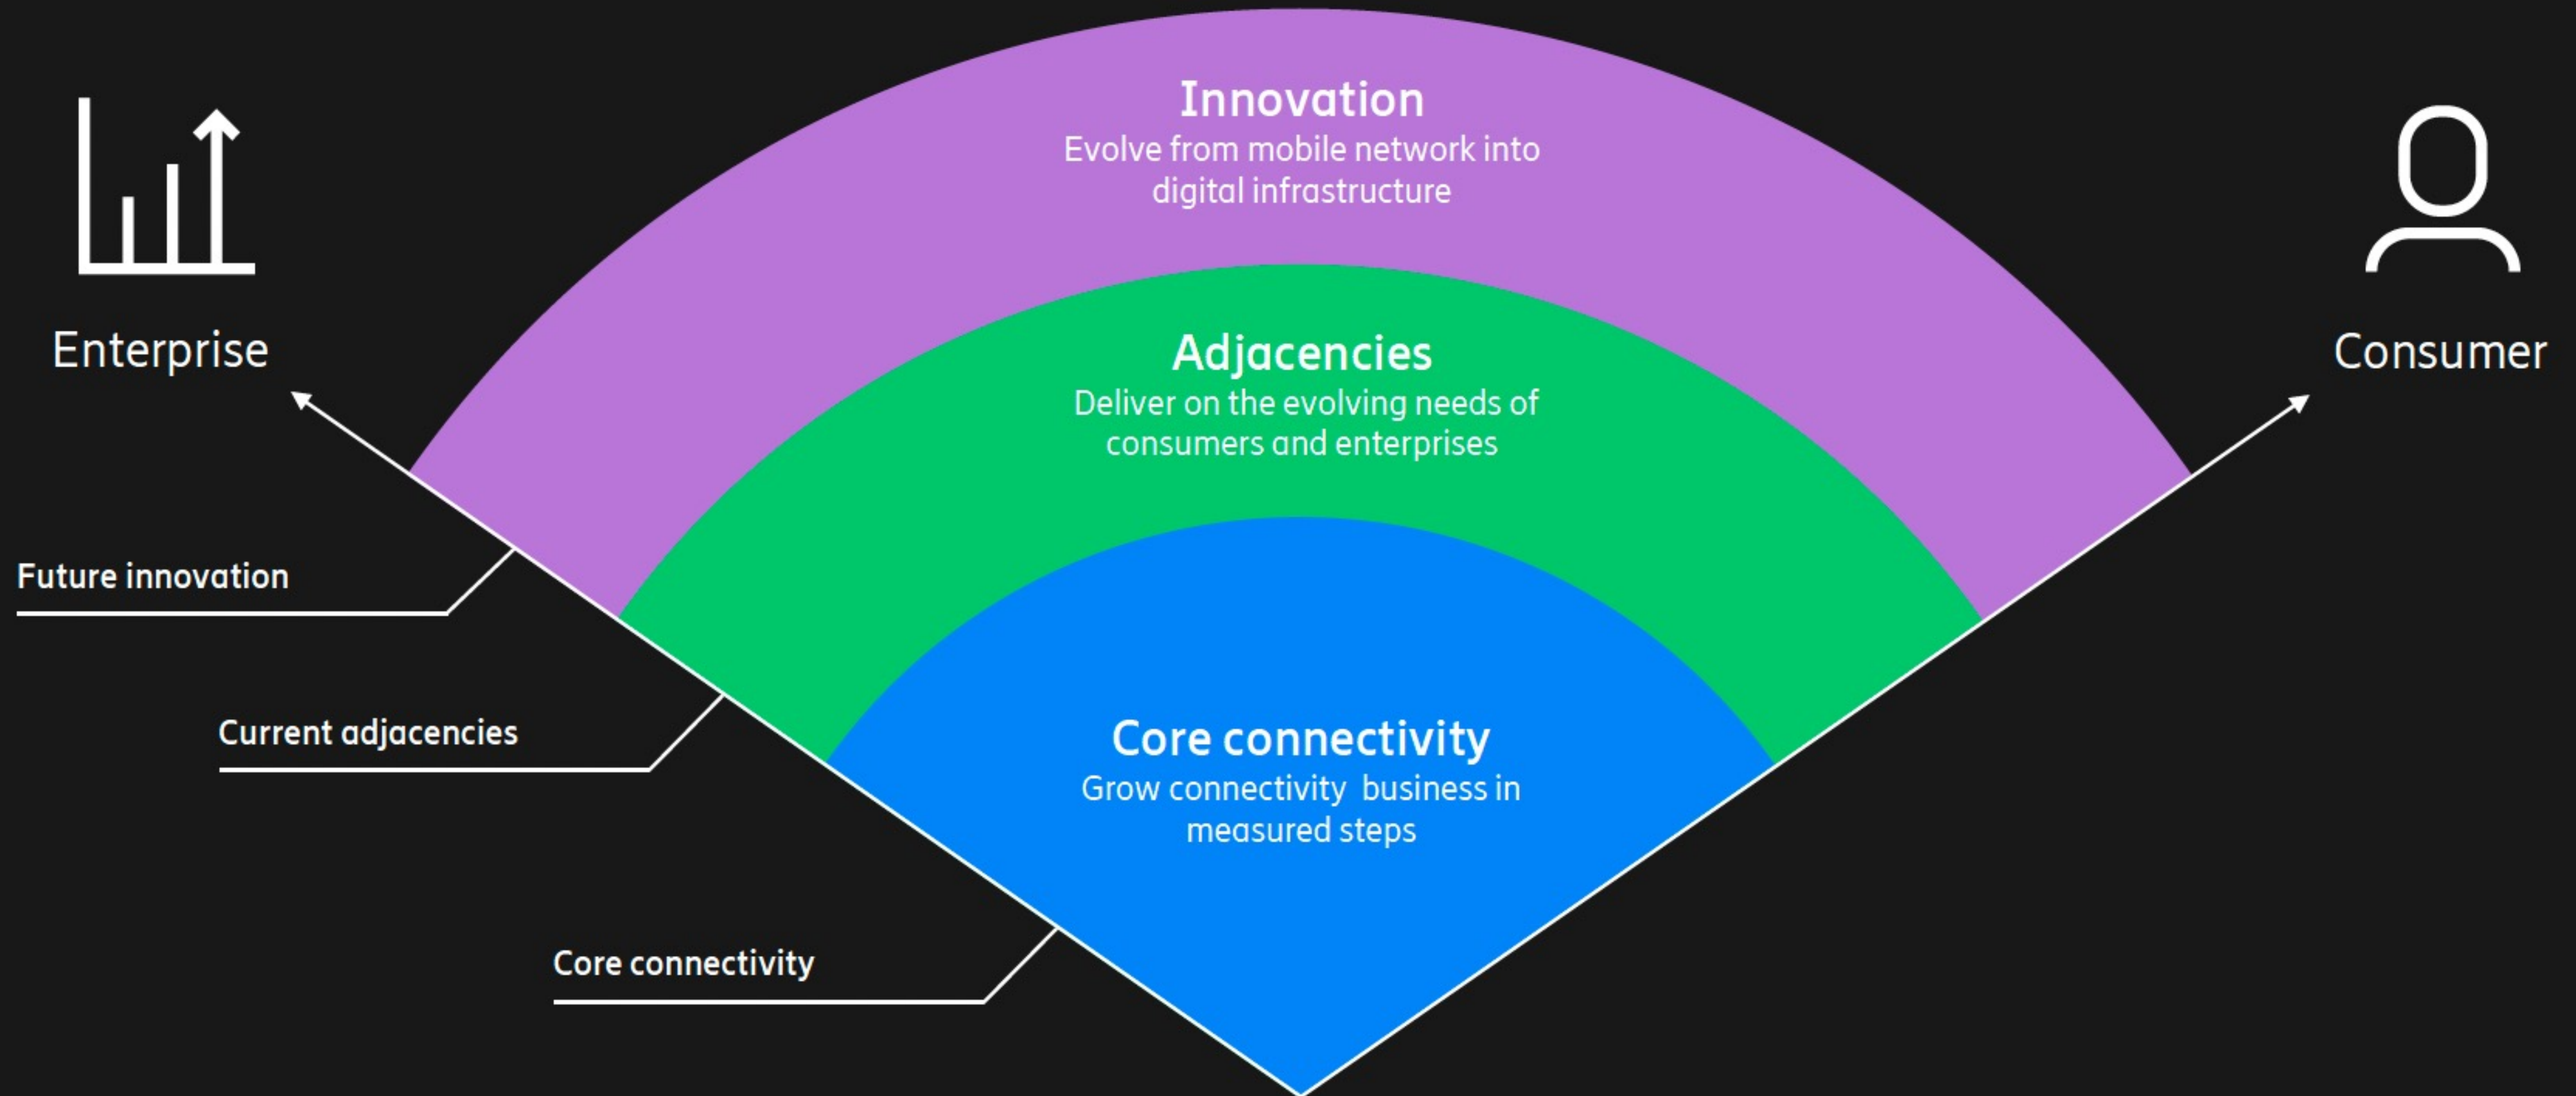 Innovation
Evolve from mobile network into
digital infrastructure
Enterprise
Consumer
Adjacencies
Deliver on the evolving needs of
consumers and enterprises
Future innovation
Current adjacencies
Core connectivity
Grow connectivity  business in
measured steps
Core connectivity